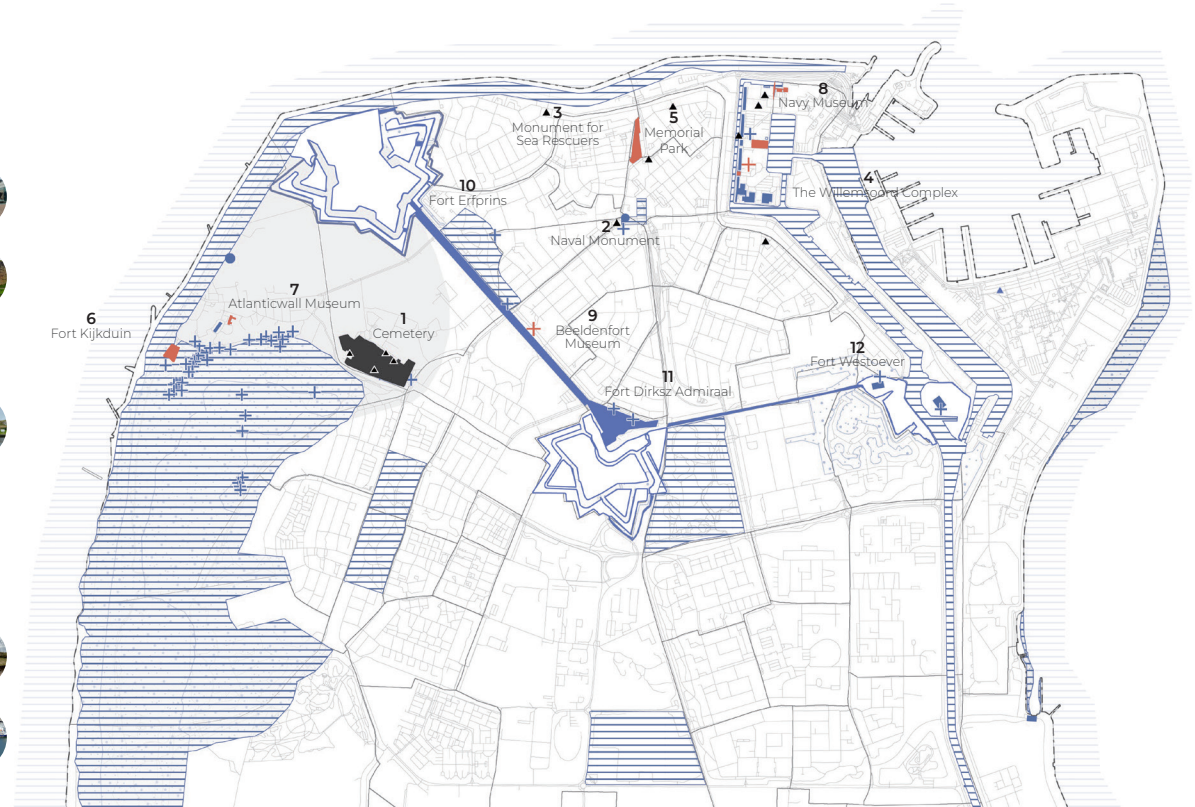 8
Navy Museum
3
Monument for
Sea Rescuers
5
Memorial
Park
4
The Willemsoord Complex
10
Fort Erfprins
2
Naval Monument
7
Atlanticwall Museum
6
Fort Kijkduin
1
Cemetery
9
Beeldenfort
Museum
12
Fort Westoever
11
Fort Dirksz Admiraal